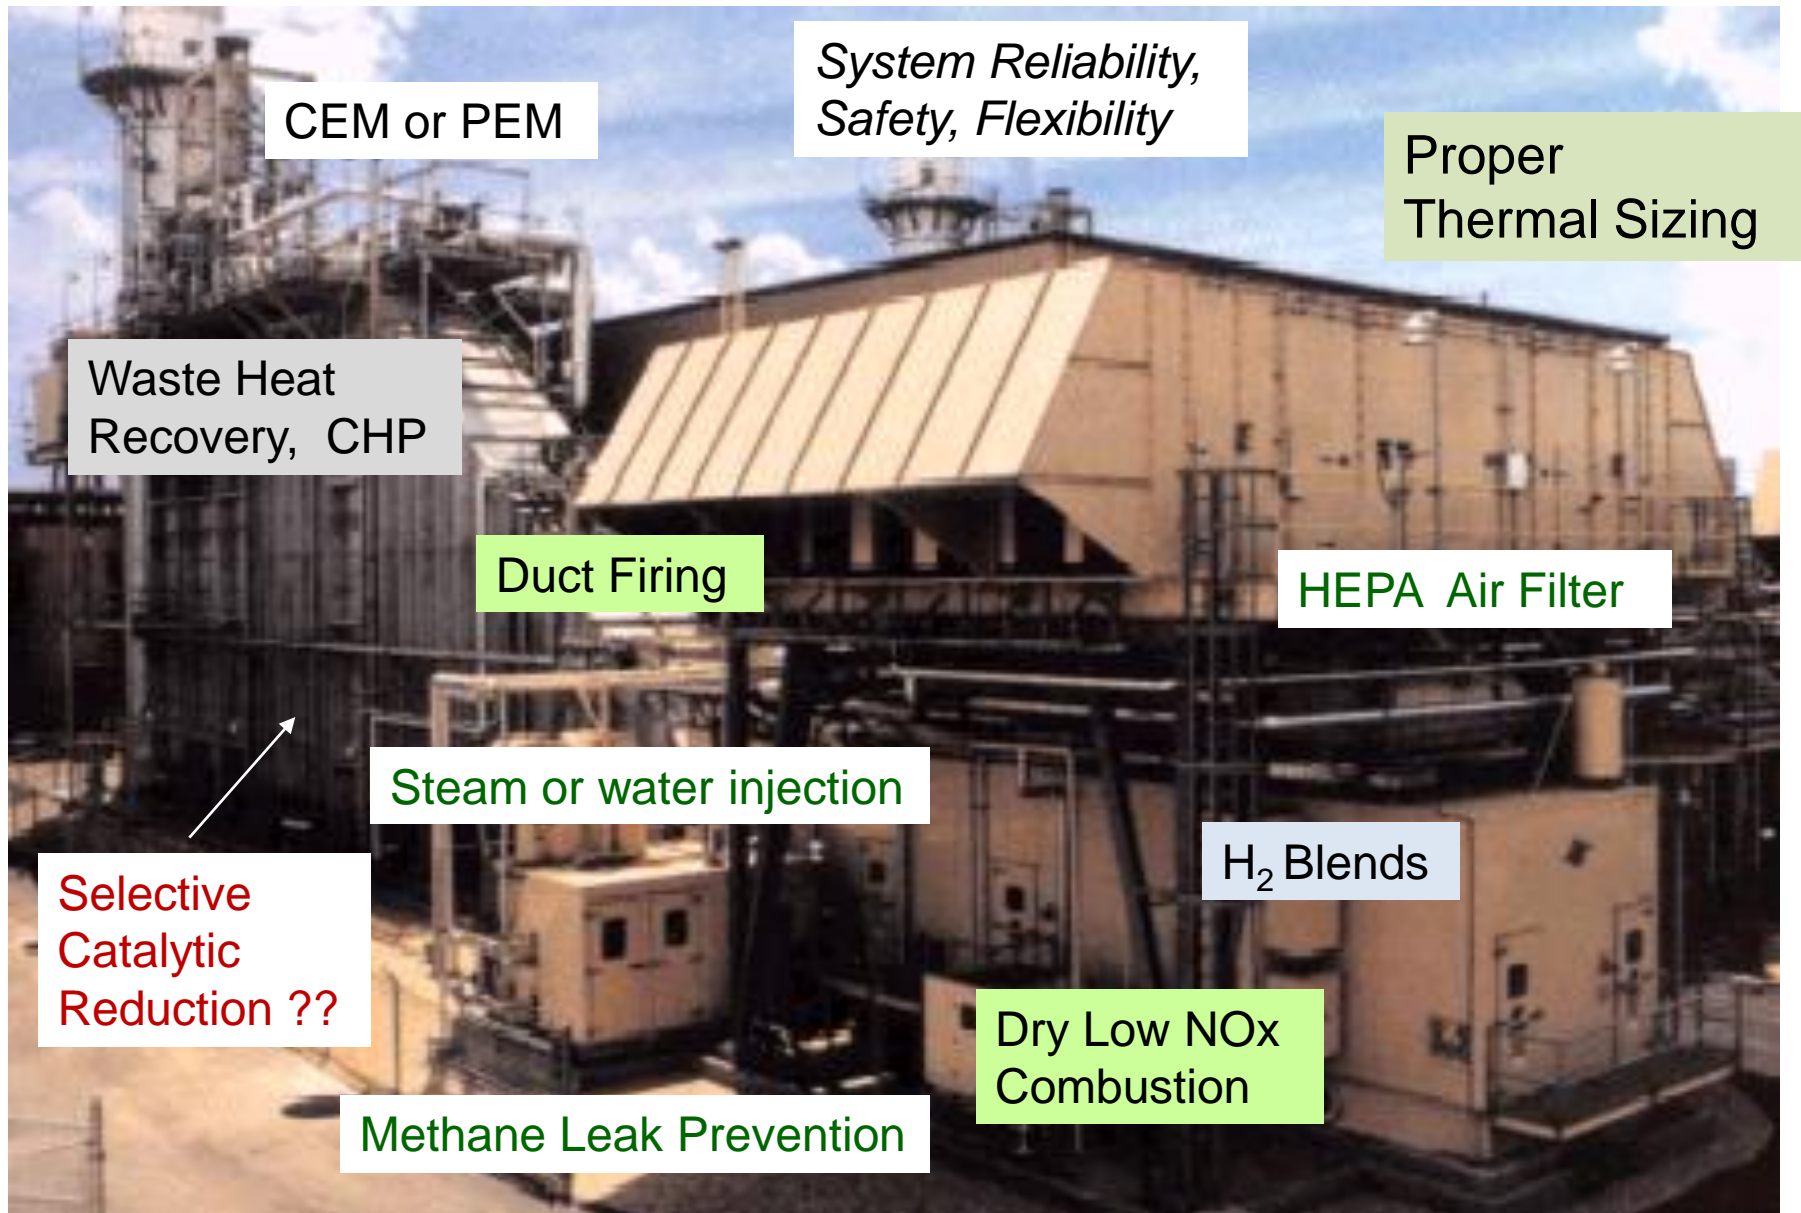 System Reliability,
Safety, Flexibility
CEM or PEM
Proper
Thermal Sizing
Waste Heat
Recovery,  CHP
Duct Firing
HEPA  Air Filter
Steam or water injection
H₂ Blends
Selective
Catalytic
Reduction ??
Dry Low NOx
Combustion
Methane Leak Prevention